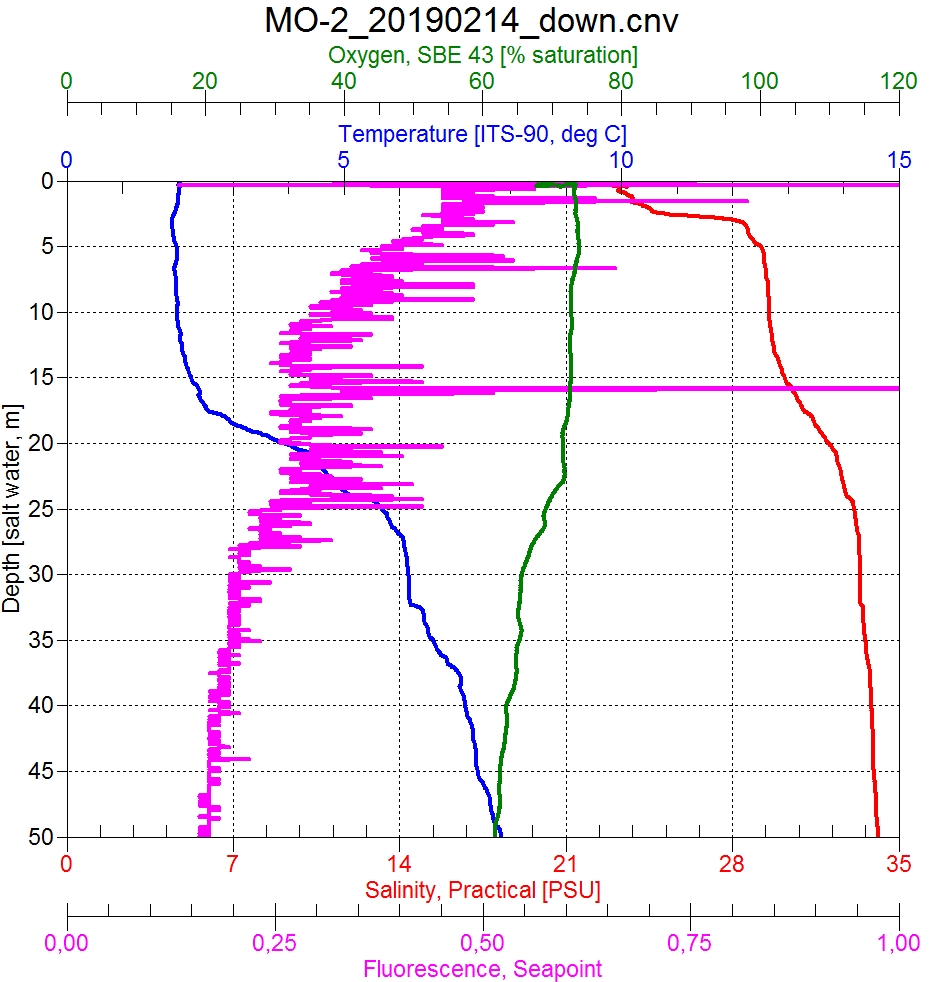 MO-2_20190214_down.cnv
Oxygen, SBE 43 [% saturation]
0 20 40 60 80 100 120
Temperature [ITS-90, deg C]
0 5 10 15
0
5
10
15
20
25
30
35
40
45
50
Depth [salt water, m]
0 7 14 21 28 35
Salinity, Practical [PSU]
0,00 0,25 0,50 0,75 1,00
Fluorescence, Seapoint